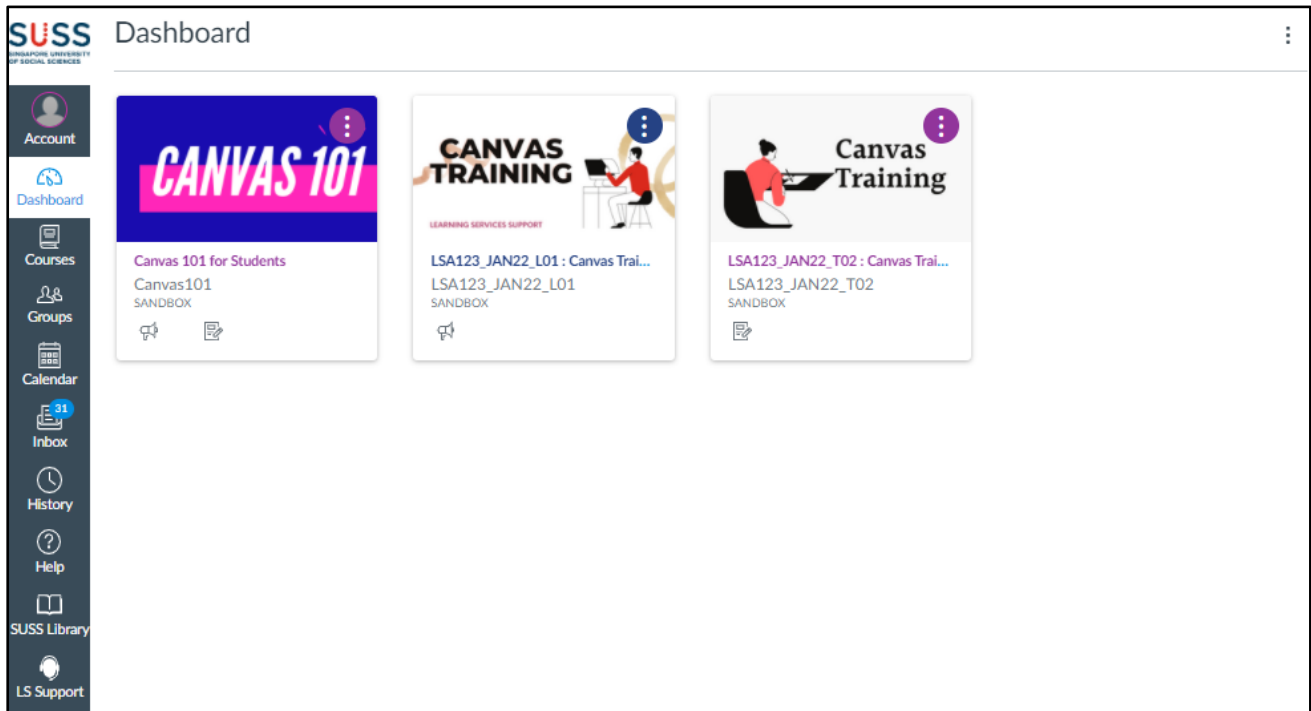 SUSS
SINGAPORE UNIVERSITY
OF SOCIAL SCIENCES
Dashboard
Account
Dashboard
Courses
Groups
Calendar
31
Inbox
History
Help
SUSS Library
LS Support
CANVAS 101
Canvas 101 for Students
Canvas101
SANDBOX
CANVAS
TRAINING
LEARNING SERVICES SUPPORT
LSA123_JAN22_L01 : Canvas Trai...
LSA123_JAN22_L01
SANDBOX
Canvas
Training
LSA123_JAN22_T02 : Canvas Trai...
LSA123_JAN22_T02
SANDBOX